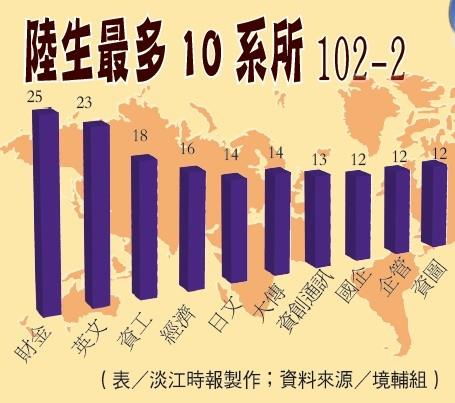 陸生最多10系所 102-2
25 23 18 16 14 14 13 12 12 12
財金 英文 資工 經濟 日文 大傳 資創通訊 國企 企管 資圖
（表／淡江時報製作；資料來源／境輔組）